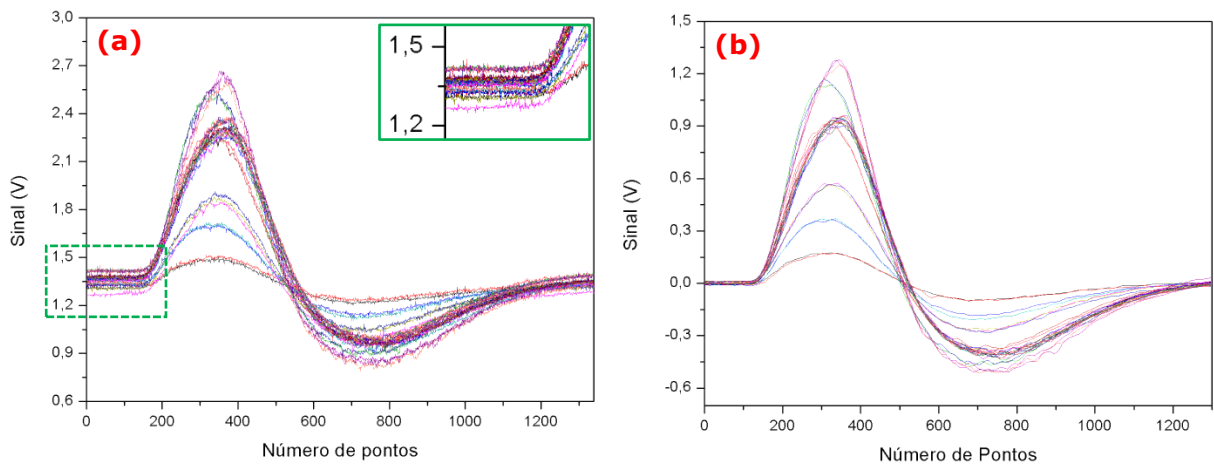 (a)
3,0
2,7
2,4
2,1
1,8
1,5
1,2
0,9
0,6
Sinal (V)
0 200 400 600 800 1000 1200
Número de pontos
1,5
1,2
(b)
1,5
1,2
0,9
0,6
0,3
0,0
-0,3
-0,6
Sinal (V)
0 200 400 600 800 1000 1200
Número de Pontos